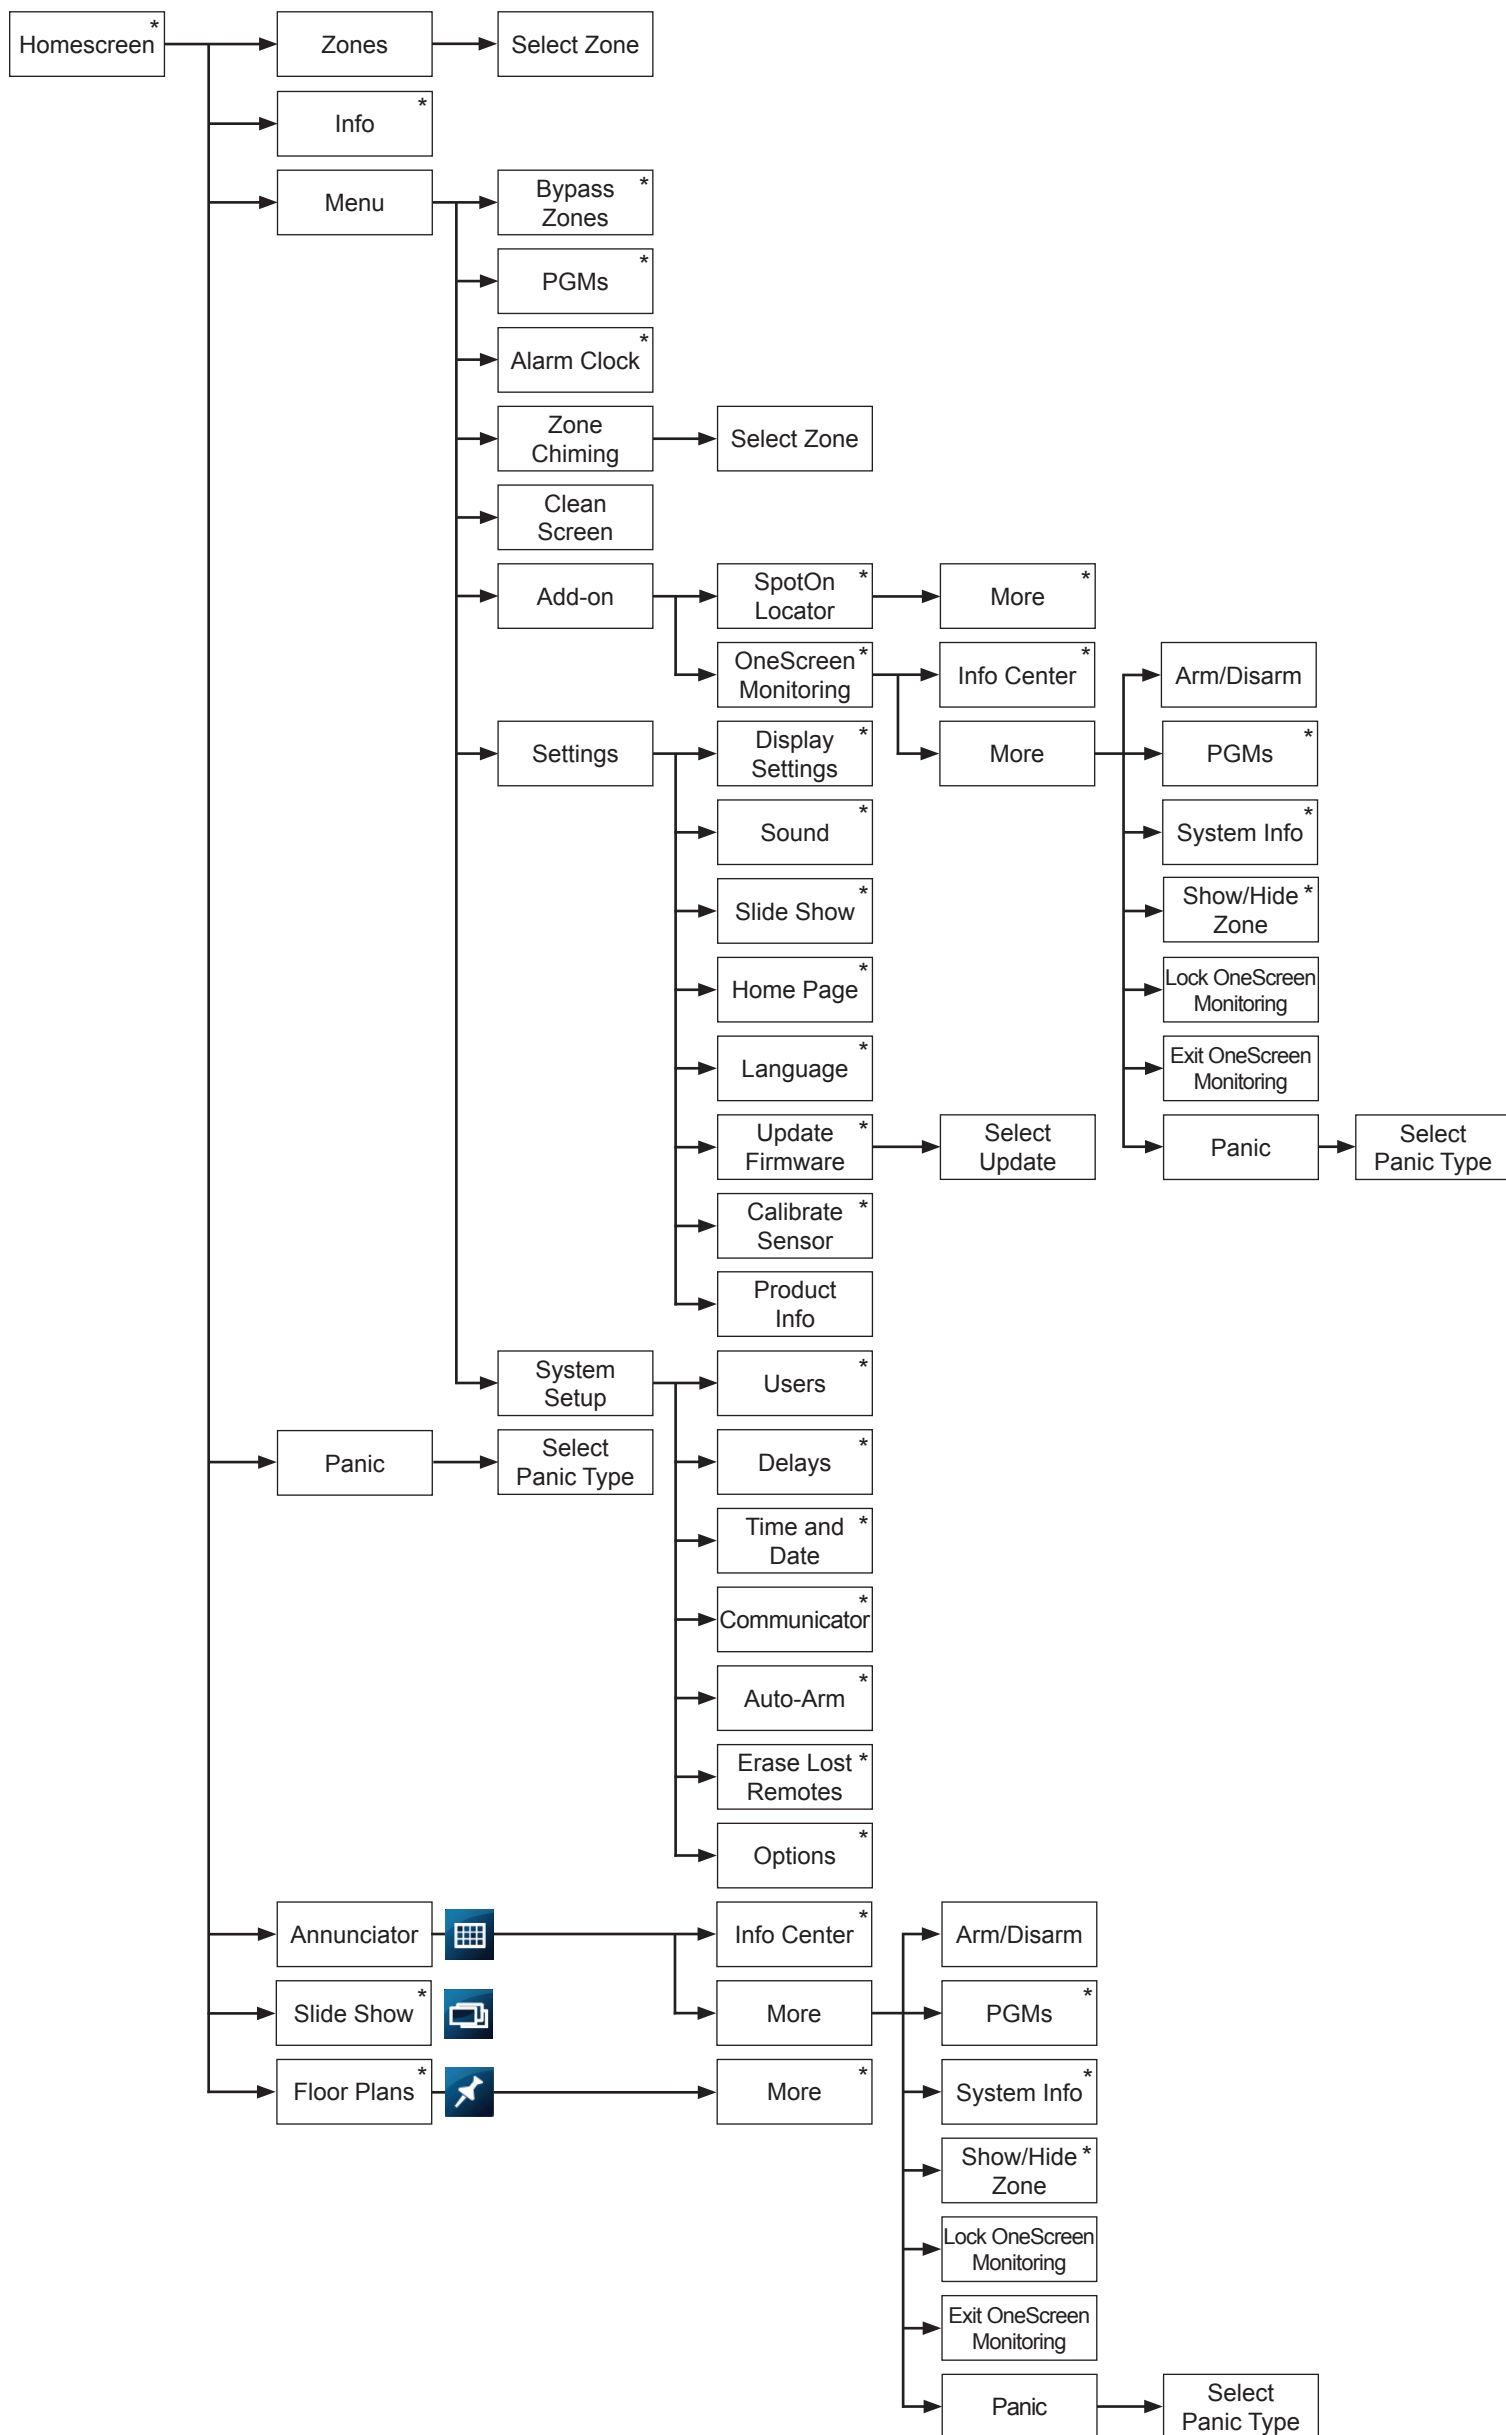 Homescreen *
Zones
Select Zone
Info *
Menu
Bypass *
Zones
PGMs *
Alarm Clock *
Zone
Chiming
Select Zone
Clean
Screen
Add-on
SpotOn *
Locator
More *
OneScreen *
Monitoring
Info Center *
Arm/Disarm
Settings
Display *
Settings
More
PGMs *
Sound *
System Info *
Slide Show *
Show/Hide *
Zone
Home Page *
Lock OneScreen
Monitoring
Language *
Exit OneScreen
Monitoring
Update *
Firmware
Select
Update
Panic
Select
Panic Type
Calibrate *
Sensor
Product
Info
System
Setup
Users *
Panic
Select
Panic Type
Delays *
Time and *
Date
Communicator *
Auto-Arm *
Erase Lost *
Remotes
Options *
Annunciator
Info Center *
Arm/Disarm
Slide Show *
More
PGMs *
Floor Plans *
More *
System Info *
Show/Hide *
Zone
Lock OneScreen
Monitoring
Exit OneScreen
Monitoring
Panic
Select
Panic Type